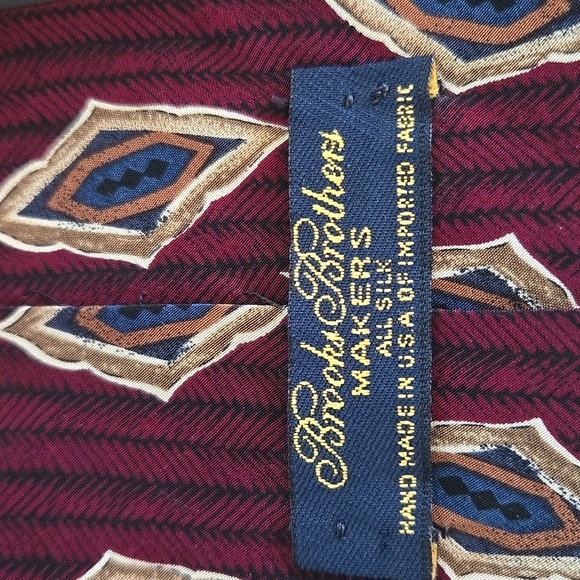 Brooks Brothers
MAKERS
ALL SILK
HAND MADE IN U.S.A OF IMPORTED FABRIC